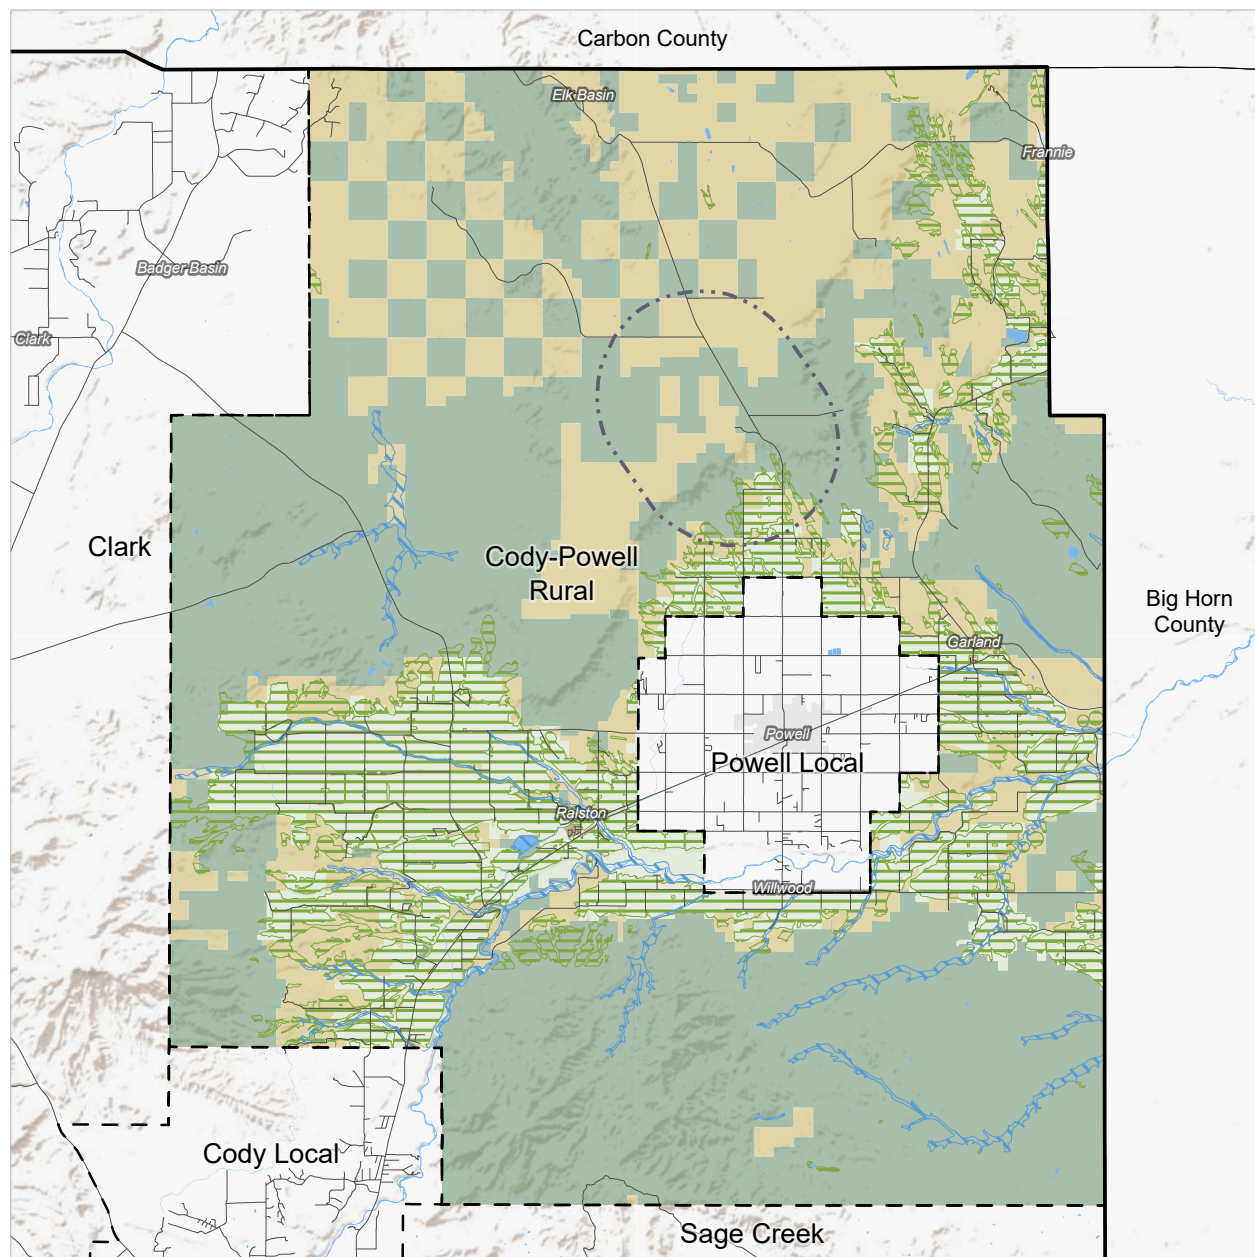 Carbon County
Elk Basin
Frannie
Badger Basin
Clark
Clark
Cody-Powell
Rural
Big Horn
County
Garland
Powell
Powell Local
Ralston
Willwood
Cody Local
Sage Creek